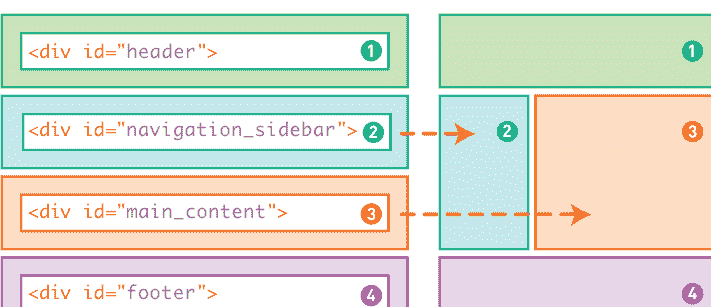 <div id="header"> 1 1
<div id="navigation_sidebar"> 2 2 3
<div id="main_content"> 3
<div id="footer"> 4 4